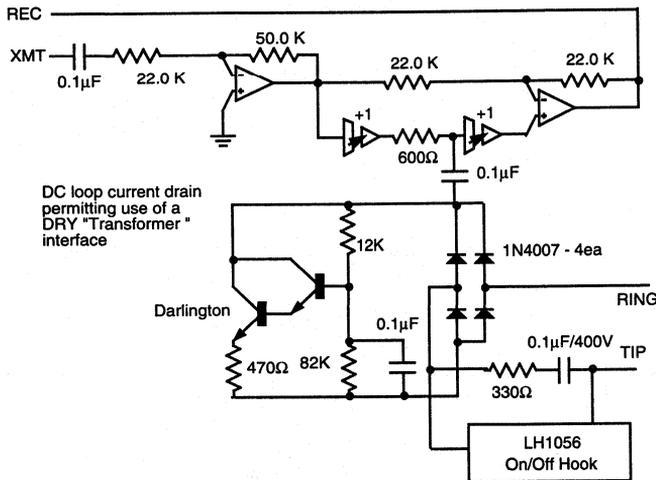 REC
50.0 K
XMT
22.0 K
22.0 K
0.1µF
22.0 K
−
+
+1
+1
−
+
600Ω
0.1µF
DC loop current drain
permitting use of a
DRY "Transformer "
interface
12K
1N4007 - 4ea
Darlington
RING
0.1µF
0.1µF/400V
TIP
470Ω
82K
330Ω
LH1056
On/Off Hook